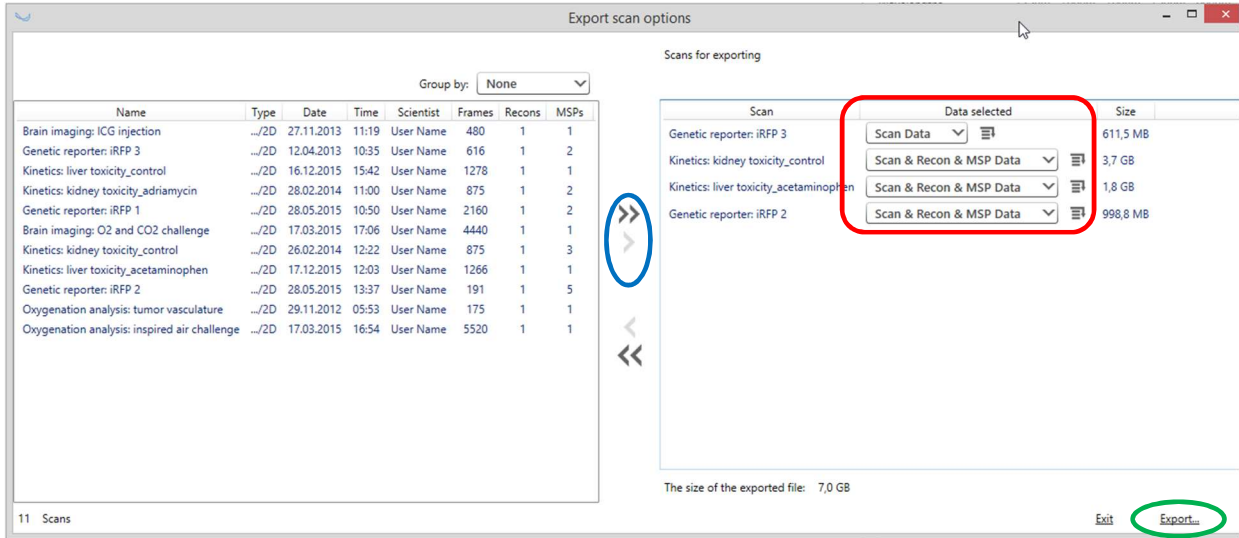 Export scan options
Scans for exporting
Group by: None
Name Type Date Time Scientist Frames Recons MSPs
Brain imaging: ICG injection .../2D 27.11.2013 11:19 User Name 480 1 1
Genetic reporter: iRFP 3 .../2D 12.04.2013 10:35 User Name 616 1 2
Kinetics: liver toxicity_control .../2D 16.12.2015 15:42 User Name 1278 1 1
Kinetics: kidney toxicity_adriamycin .../2D 28.02.2014 11:00 User Name 875 1 2
Genetic reporter: iRFP 1 .../2D 28.05.2015 10:50 User Name 2160 1 2
Brain imaging: O2 and CO2 challenge .../2D 17.03.2015 17:06 User Name 4440 1 1
Kinetics: kidney toxicity_control .../2D 26.02.2014 12:22 User Name 875 1 3
Kinetics: liver toxicity_acetaminophen .../2D 17.12.2015 12:03 User Name 1266 1 1
Genetic reporter: iRFP 2 .../2D 28.05.2015 13:37 User Name 191 1 5
Oxygenation analysis: tumor vasculature .../2D 29.11.2012 05:53 User Name 175 1 1
Oxygenation analysis: inspired air challenge .../2D 17.03.2015 16:54 User Name 5520 1 1
11 Scans
Scan Data selected Size
Genetic reporter: iRFP 3 Scan Data 611,5 MB
Kinetics: kidney toxicity_control Scan & Recon & MSP Data 3,7 GB
Kinetics: liver toxicity_acetaminophen Scan & Recon & MSP Data 1,8 GB
Genetic reporter: iRFP 2 Scan & Recon & MSP Data 998,8 MB
The size of the exported file: 7,0 GB
Exit Export...